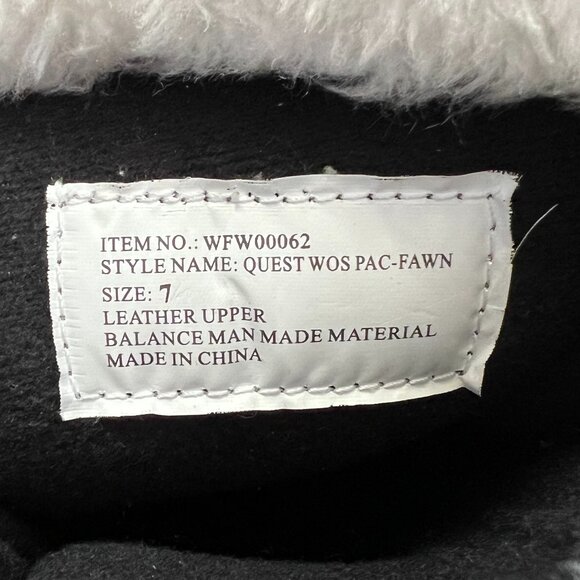 ITEM NO.: WFW00062
STYLE NAME: QUEST WOS PAC-FAWN
SIZE: 7
LEATHER UPPER
BALANCE MAN MADE MATERIAL
MADE IN CHINA